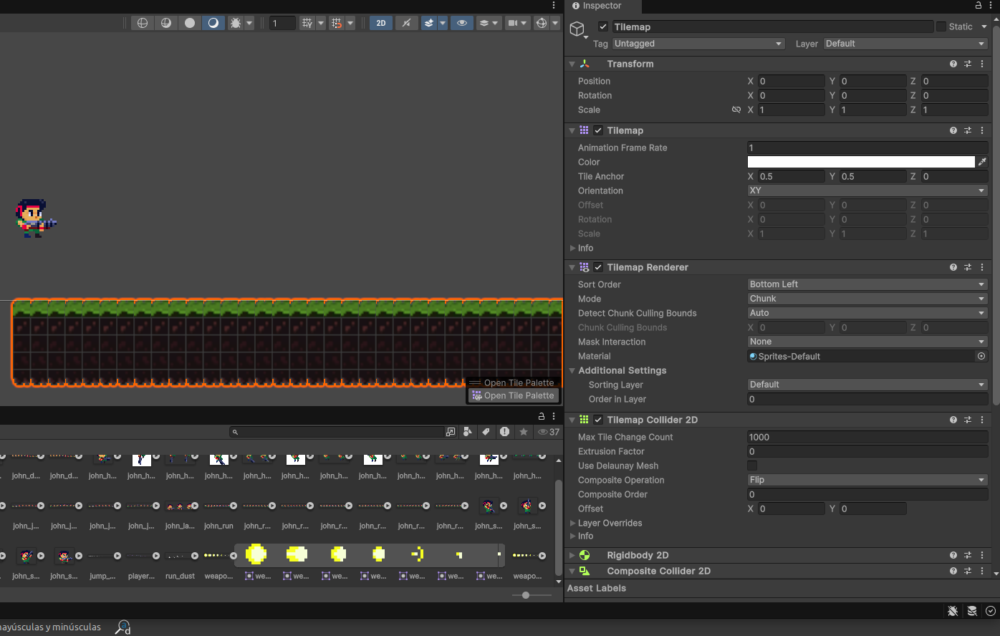 Inspector
1
2D
Tilemap
Static
Tag
Untagged
Layer
Default
Transform
Position
X 0 Y 0 Z 0
Rotation
X 0 Y 0 Z 0
Scale
X 1 Y 1 Z 1
Tilemap
Animation Frame Rate
1
Color
Tile Anchor
X 0.5 Y 0.5 Z 0
Orientation
XY
Offset
X 0 Y 0 Z 0
Rotation
X 0 Y 0 Z 0
Scale
X 1 Y 1 Z 1
Info
Tilemap Renderer
Sort Order
Bottom Left
Mode
Chunk
Detect Chunk Culling Bounds
Auto
Chunk Culling Bounds
X 0 Y 0 Z 0
Mask Interaction
None
Material
Sprites-Default
Additional Settings
Sorting Layer
Default
Order in Layer
0
Tilemap Collider 2D
Max Tile Change Count
1000
Extrusion Factor
0
Use Delaunay Mesh
Composite Operation
Flip
Composite Order
0
Offset
X 0 Y 0
Layer Overrides
Info
Rigidbody 2D
Composite Collider 2D
Asset Labels
Open Tile Palette
Open Tile Palette
37
john_d... john_d... john_h... john_h... john_h... john_h... john_h... john_h... john_h... john_h... john_h... john_h... john_h... john_h...
john_j... john_j... john_j... john_j... john_la... john_run john_r... john_r... john_r... john_r... john_r... john_r... john_s... john_s...
john_s... john_s... jump_... player... run_dust weapo... we... we... we... we... we... we... we... weapo...
ayúsculas y minúsculas